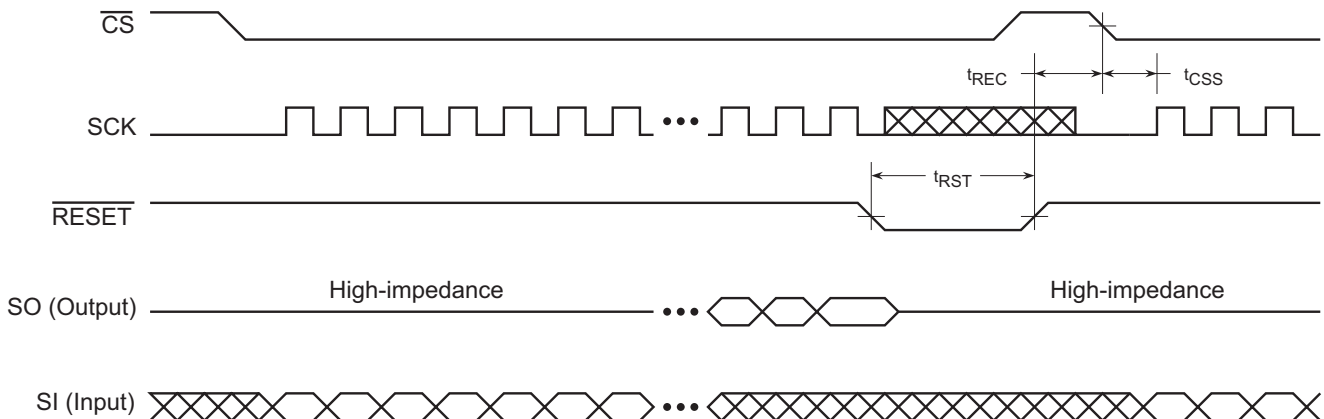 CS
tREC
tCSS
SCK
tRST
RESET
High-impedance
High-impedance
SO (Output)
SI (Input)